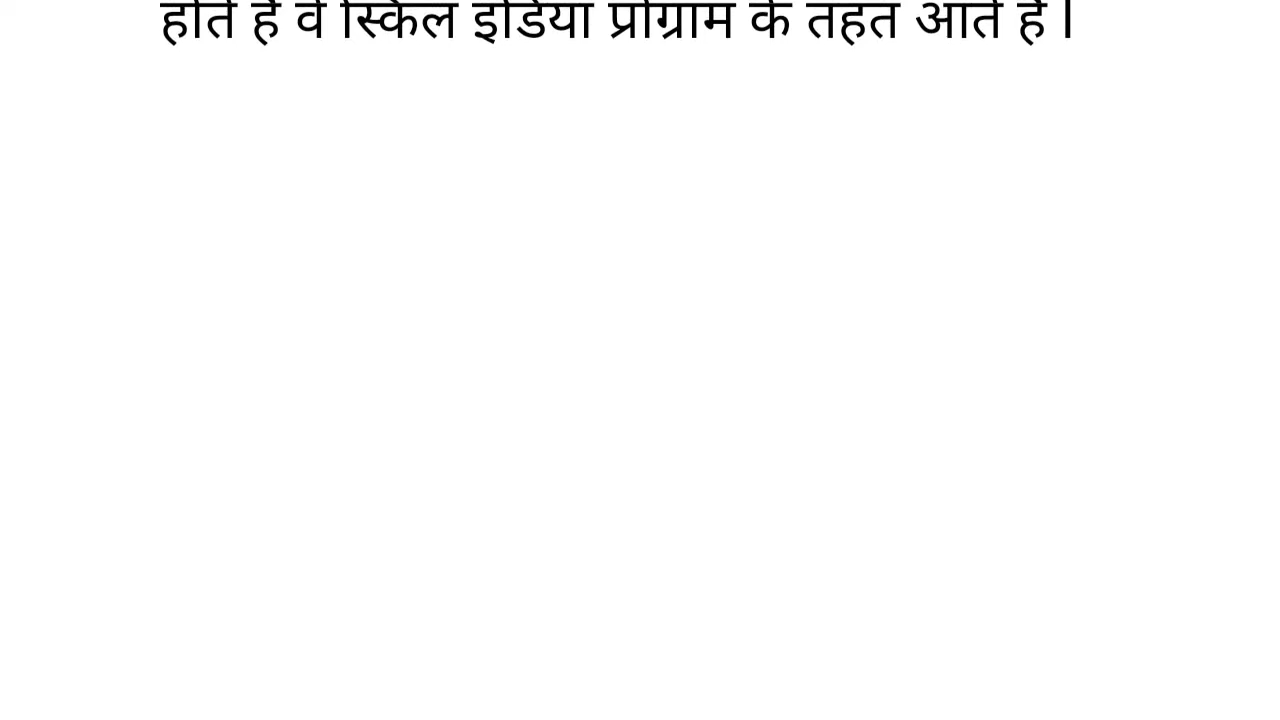 होते हैं वे स्किल इंडिया प्रोग्राम के तहत आते हैं |